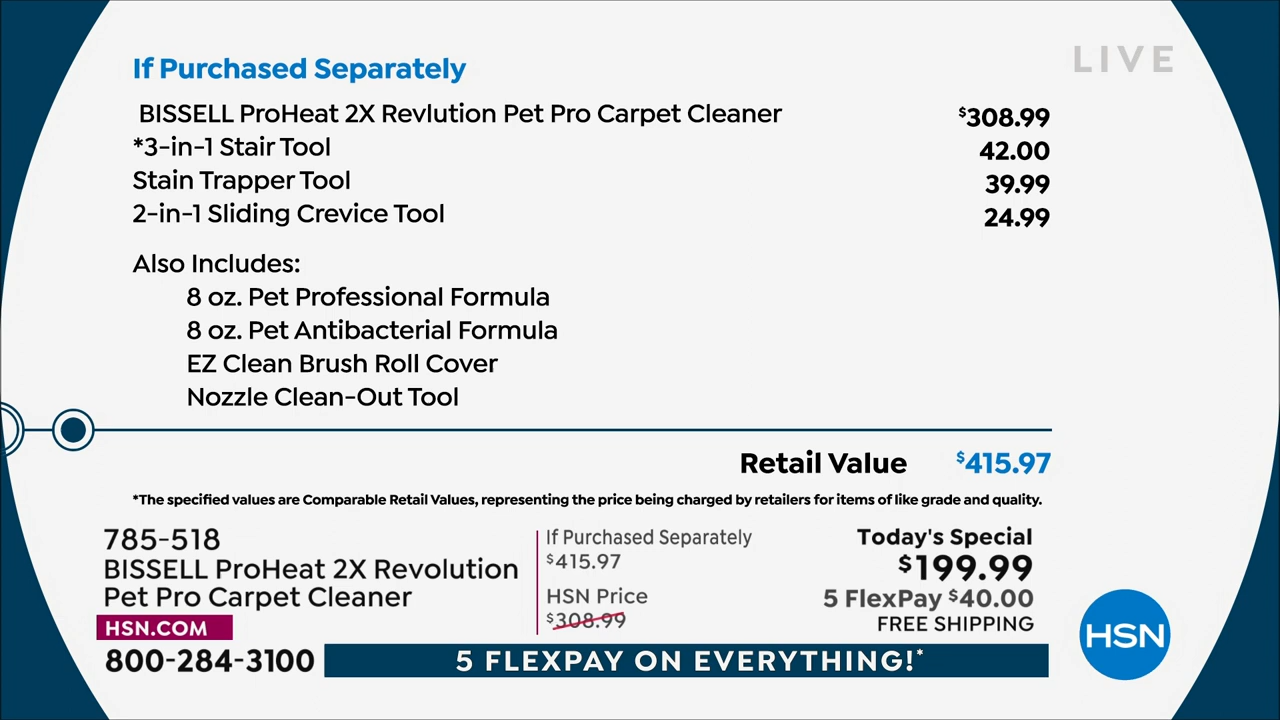 If Purchased Separately
LIVE
BISSELL ProHeat 2X Revlution Pet Pro Carpet Cleaner $308.99
*3-in-1 Stair Tool 42.00
Stain Trapper Tool 39.99
2-in-1 Sliding Crevice Tool 24.99
Also Includes:
8 oz. Pet Professional Formula
8 oz. Pet Antibacterial Formula
EZ Clean Brush Roll Cover
Nozzle Clean-Out Tool
Retail Value $415.97
*The specified values are Comparable Retail Values, representing the price being charged by retailers for items of like grade and quality.
785-518
BISSELL ProHeat 2X Revolution
Pet Pro Carpet Cleaner
HSN.COM
800-284-3100
If Purchased Separately
$415.97
HSN Price
$308.99
Today's Special
$199.99
5 FlexPay $40.00
FREE SHIPPING
5 FLEXPAY ON EVERYTHING!*
HSN